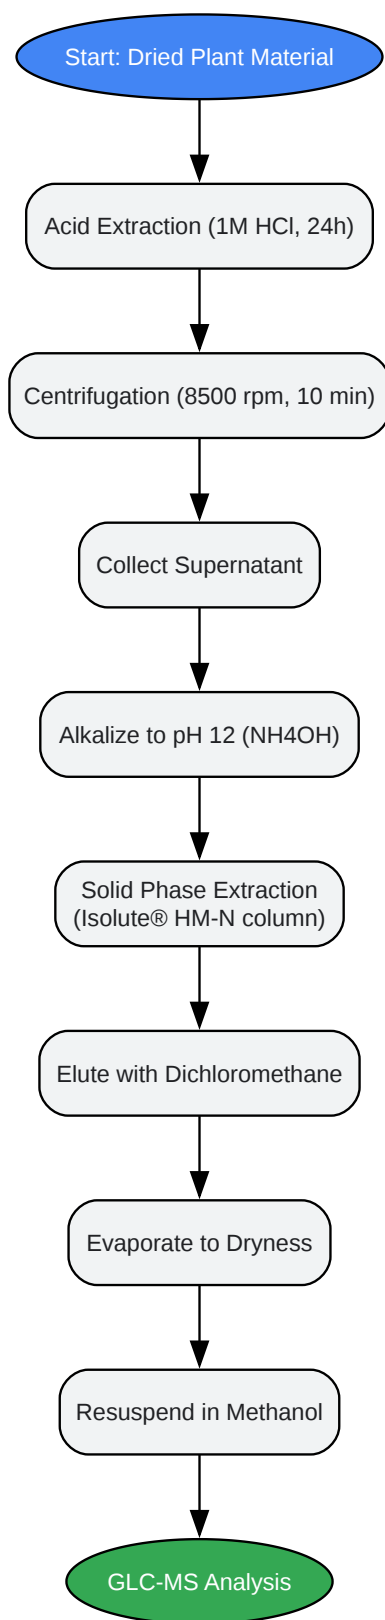 Start: Dried Plant Material
Acid Extraction (1M HCl, 24h)
Centrifugation (8500 rpm, 10 min)
Collect Supernatant
Alkalize to pH 12 (NH4OH)
Solid Phase Extraction
(Isolute® HM-N column)
Elute with Dichloromethane
Evaporate to Dryness
Resuspend in Methanol
GLC-MS Analysis